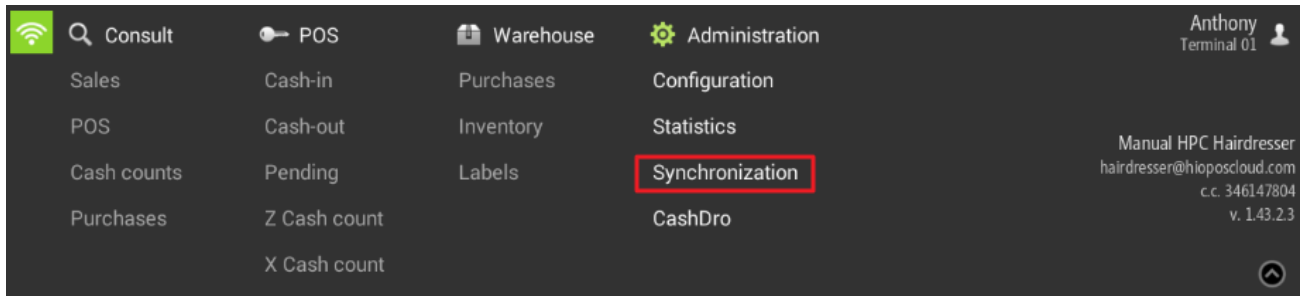 Consult
Sales
POS
Cash counts
Purchases
POS
Cash-in
Cash-out
Pending
Z Cash count
X Cash count
Warehouse
Purchases
Inventory
Labels
Administration
Configuration
Statistics
Synchronization
CashDro
Anthony
Terminal 01
Manual HPC Hairdresser
hairdresser@hioposcloud.com
c.c. 346147804
v. 1.43.2.3